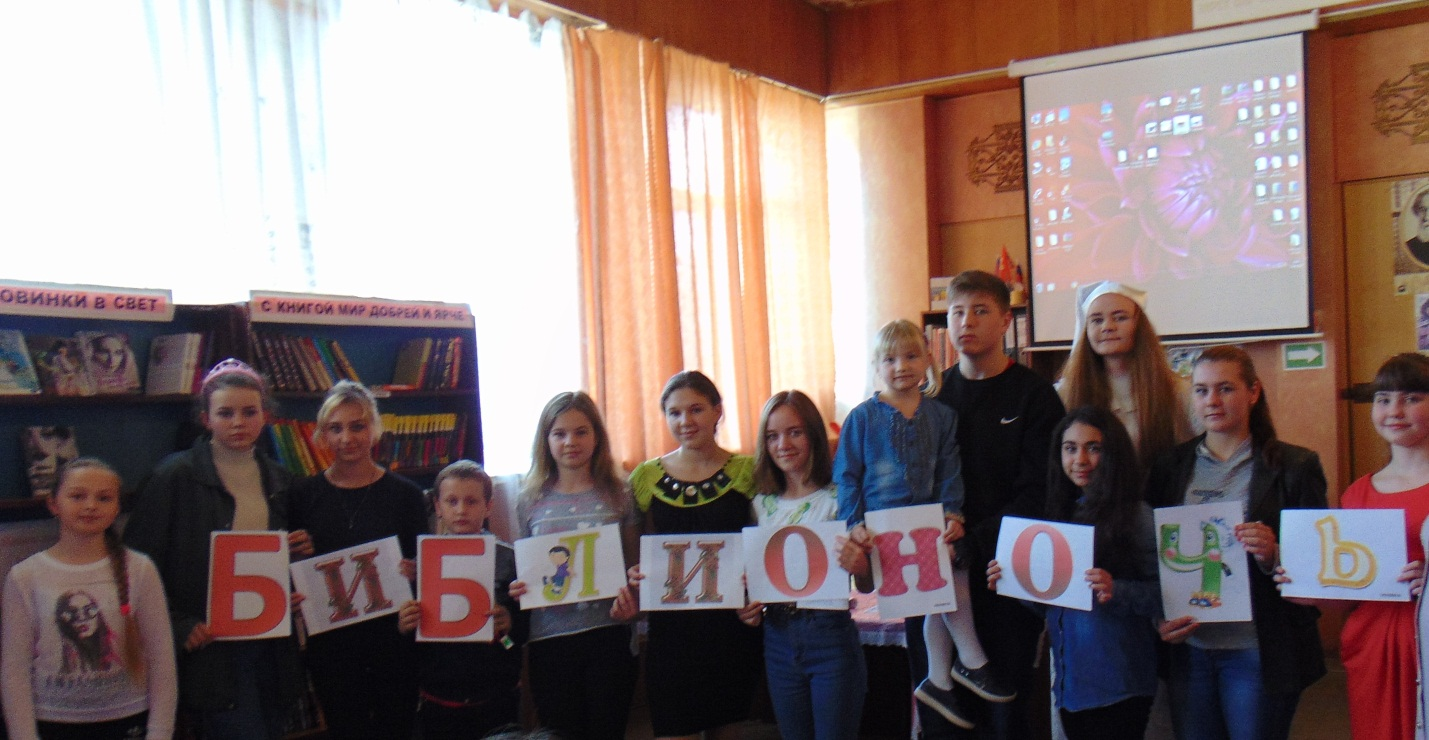 ОВИНКИ В СВЕТ
С КНИГОЙ МИР ДОБРЕЙ И ЯРЧЕ
БИБЛИОНОЧЬ